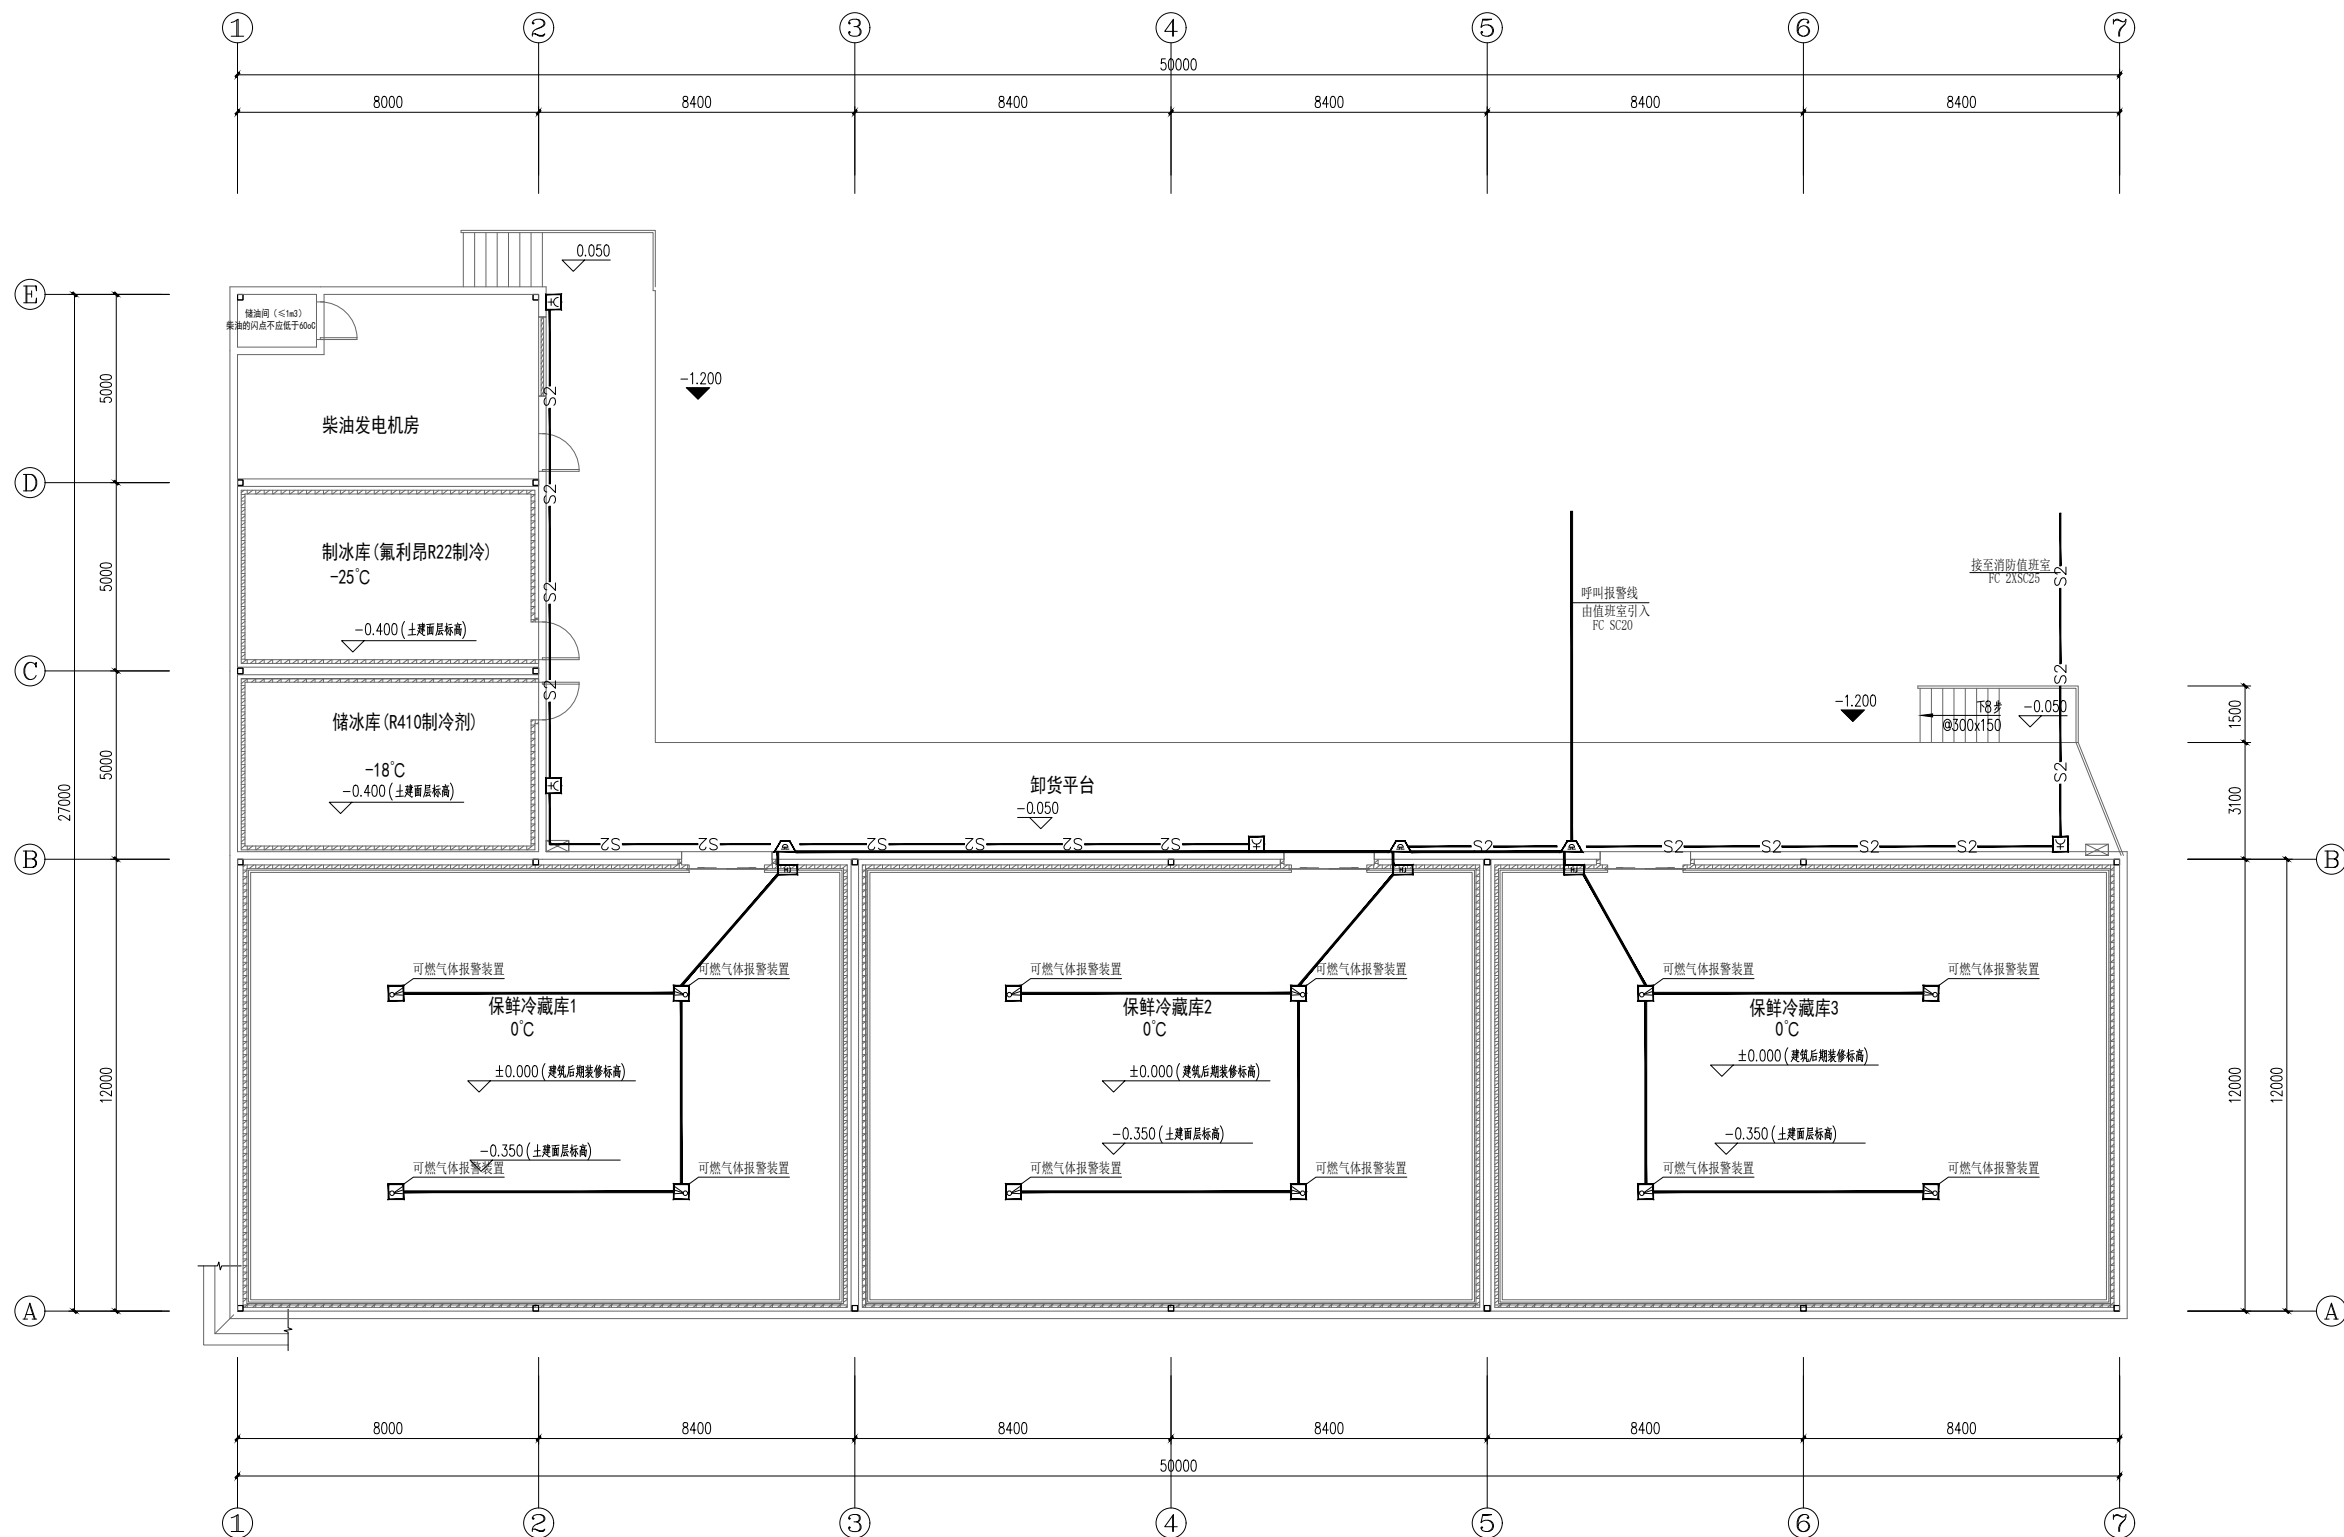 1 2 3 4 5 6 7
50000
8000 8400 8400 8400 8400 8400
0.050
E
储油间（≤1m3）
柴油的闪点不应低于60oC
5000
S2
-1.200
柴油发电机房
D
S2
制冰库(氟利昂R22制冷)
-25℃
5000
S2
接至消防值班室
FC 2XSC25
S2
呼叫报警线
由值班室引入
FC SC20
-0.400(土建面层标高)
C
S2
S2
储冰库(R410制冷剂)
-1.200
下8步
@300x150
-0.050
1500
-18℃
-0.400(土建面层标高)
5000
27000
卸货平台
-0.050
S2
3100
S2 S2 S2 S2 S2 S2 S2 S2 S2 S2 S2
B B
HJ HJ HJ
可燃气体报警装置 可燃气体报警装置 可燃气体报警装置 可燃气体报警装置 可燃气体报警装置 可燃气体报警装置
保鲜冷藏库1 保鲜冷藏库2 保鲜冷藏库3
0℃ 0℃ 0℃
±0.000(建筑后期装修标高) ±0.000(建筑后期装修标高) ±0.000(建筑后期装修标高)
12000 12000 12000
-0.350(土建面层标高) -0.350(土建面层标高) -0.350(土建面层标高)
可燃气体报警装置 可燃气体报警装置 可燃气体报警装置 可燃气体报警装置 可燃气体报警装置 可燃气体报警装置
A A
8000 8400 8400 8400 8400 8400
50000
1 2 3 4 5 6 7